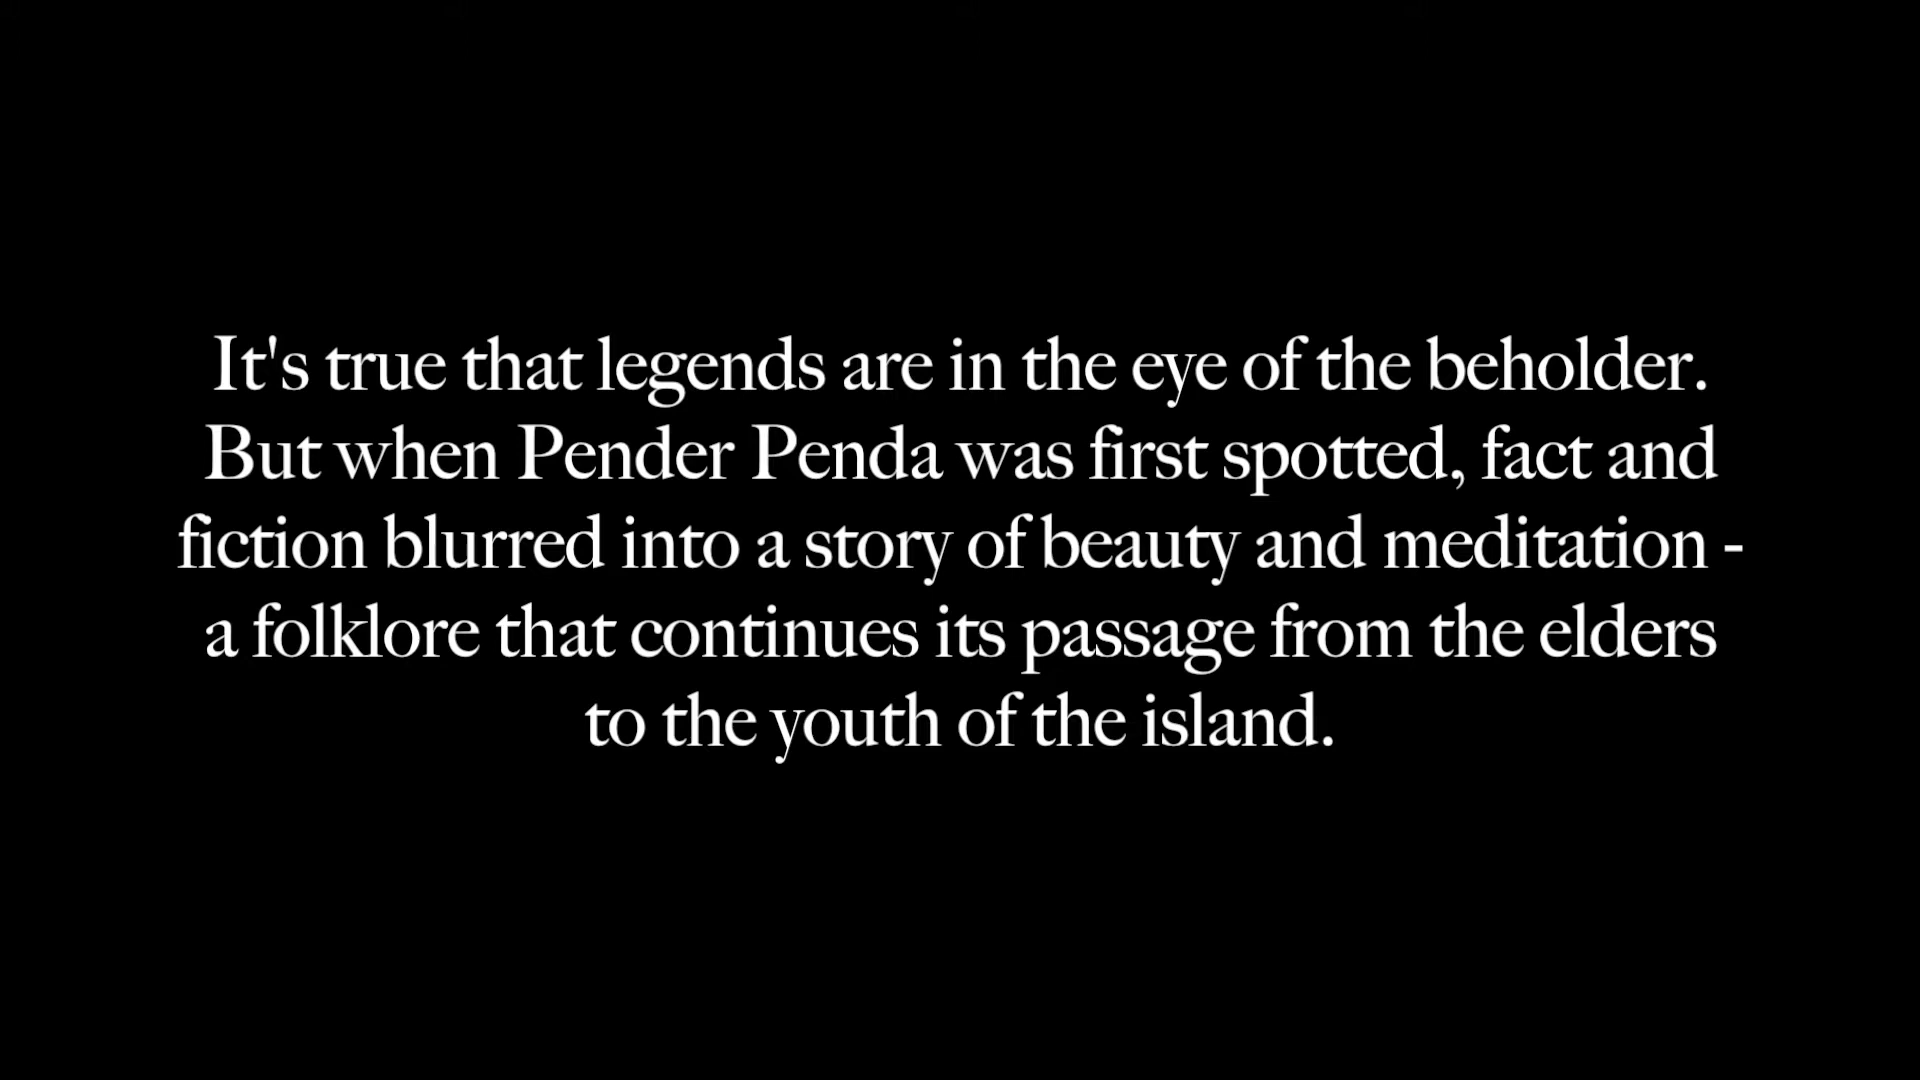 It's true that legends are in the eye of the beholder.
But when Pender Penda was first spotted, fact and
fiction blurred into a story of beauty and meditation -
a folklore that continues its passage from the elders
to the youth of the island.